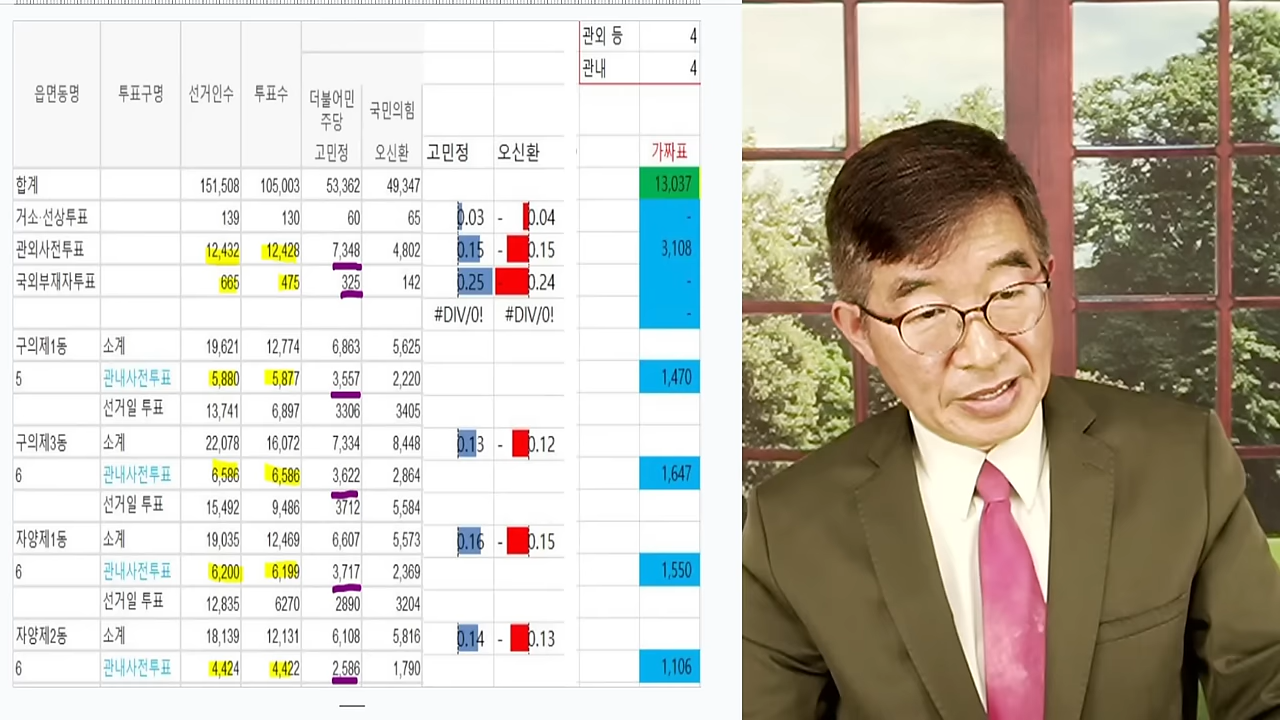 관외 등 4
관내 4
읍면동명 투표구명 선거인수 투표수 더불어민주당 고민정 국민의힘 오신환 고민정 오신환 가짜표
합계 151,508 105,003 53,362 49,347 13,037
거소·선상투표 139 130 60 65 0.03 - 0.04 -
관외사전투표 12,432 12,428 7,348 4,802 0.15 - 0.15 3,108
국외부재자투표 665 475 325 142 0.25 - 0.24 -
#DIV/0! #DIV/0! -
구의제1동 소계 19,621 12,774 6,863 5,625
5 관내사전투표 5,880 5,877 3,557 2,220 1,470
선거일 투표 13,741 6,897 3306 3405
구의제3동 소계 22,078 16,072 7,334 8,448 0.13 - 0.12
6 관내사전투표 6,586 6,586 3,622 2,864 1,647
선거일 투표 15,492 9,486 3712 5,584
자양제1동 소계 19,035 12,469 6,607 5,573 0.16 - 0.15
6 관내사전투표 6,200 6,199 3,717 2,369 1,550
선거일 투표 12,835 6270 2890 3204
자양제2동 소계 18,139 12,131 6,108 5,816 0.14 - 0.13
6 관내사전투표 4,424 4,422 2,586 1,790 1,106